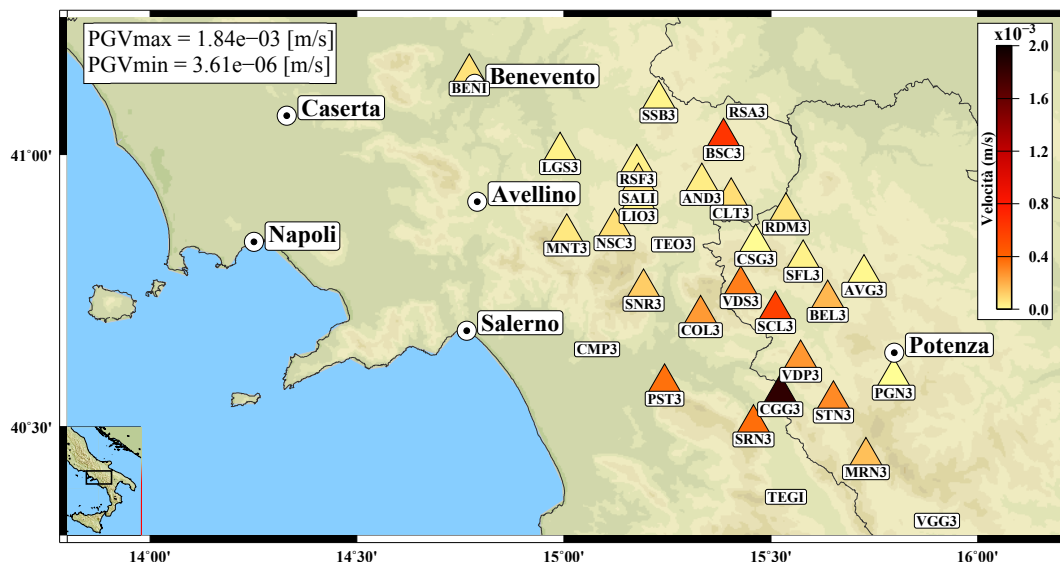 PGVmax = 1.84e−03 [m/s]
PGVmin = 3.61e−06 [m/s]
x10⁻³
2.0
1.6
1.2
0.8
0.4
0.0
Velocità (m/s)
Benevento
BENI
Caserta
SSB3
RSA3
BSC3
41°00'
LGS3
RSF3
SALI
LIO3
AND3
CLT3
Avellino
RDM3
Napoli
MNT3
NSC3
TEO3
CSG3
SFL3
AVG3
SNR3
VDS3
BEL3
Salerno
COL3
SCL3
CMP3
Potenza
VDP3
PST3
CGG3
STN3
PGN3
40°30'
SRN3
MRN3
TEGI
VGG3
14°00'
14°30'
15°00'
15°30'
16°00'